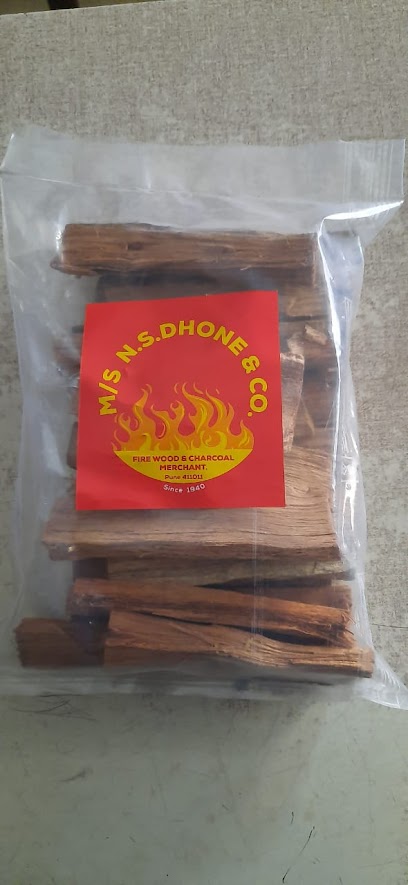 M/S N.S.DHONE & CO.
FIRE WOOD & CHARCOAL
MERCHANT.
Pune 411011
Since 1940